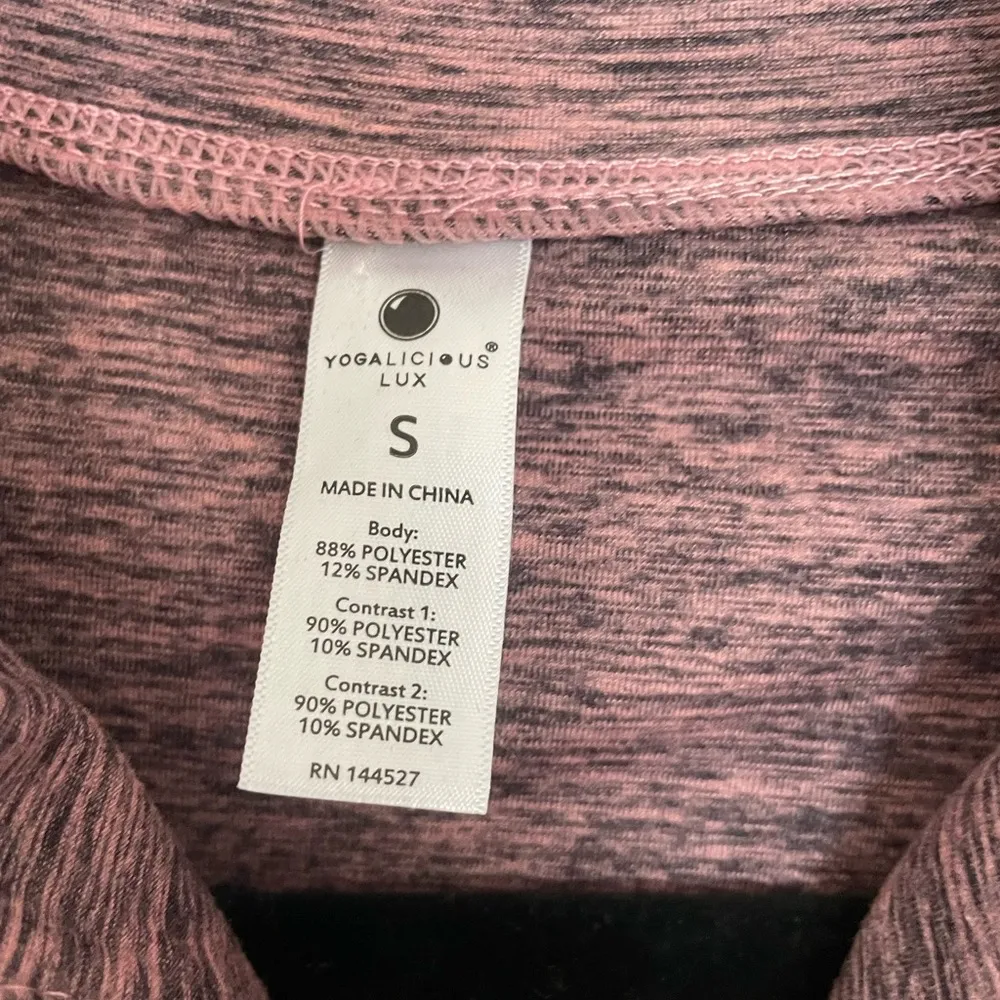 YOGALICIOUS®
LUX
S
MADE IN CHINA
Body:
88% POLYESTER
12% SPANDEX
Contrast 1:
90% POLYESTER
10% SPANDEX
Contrast 2:
90% POLYESTER
10% SPANDEX
RN 144527